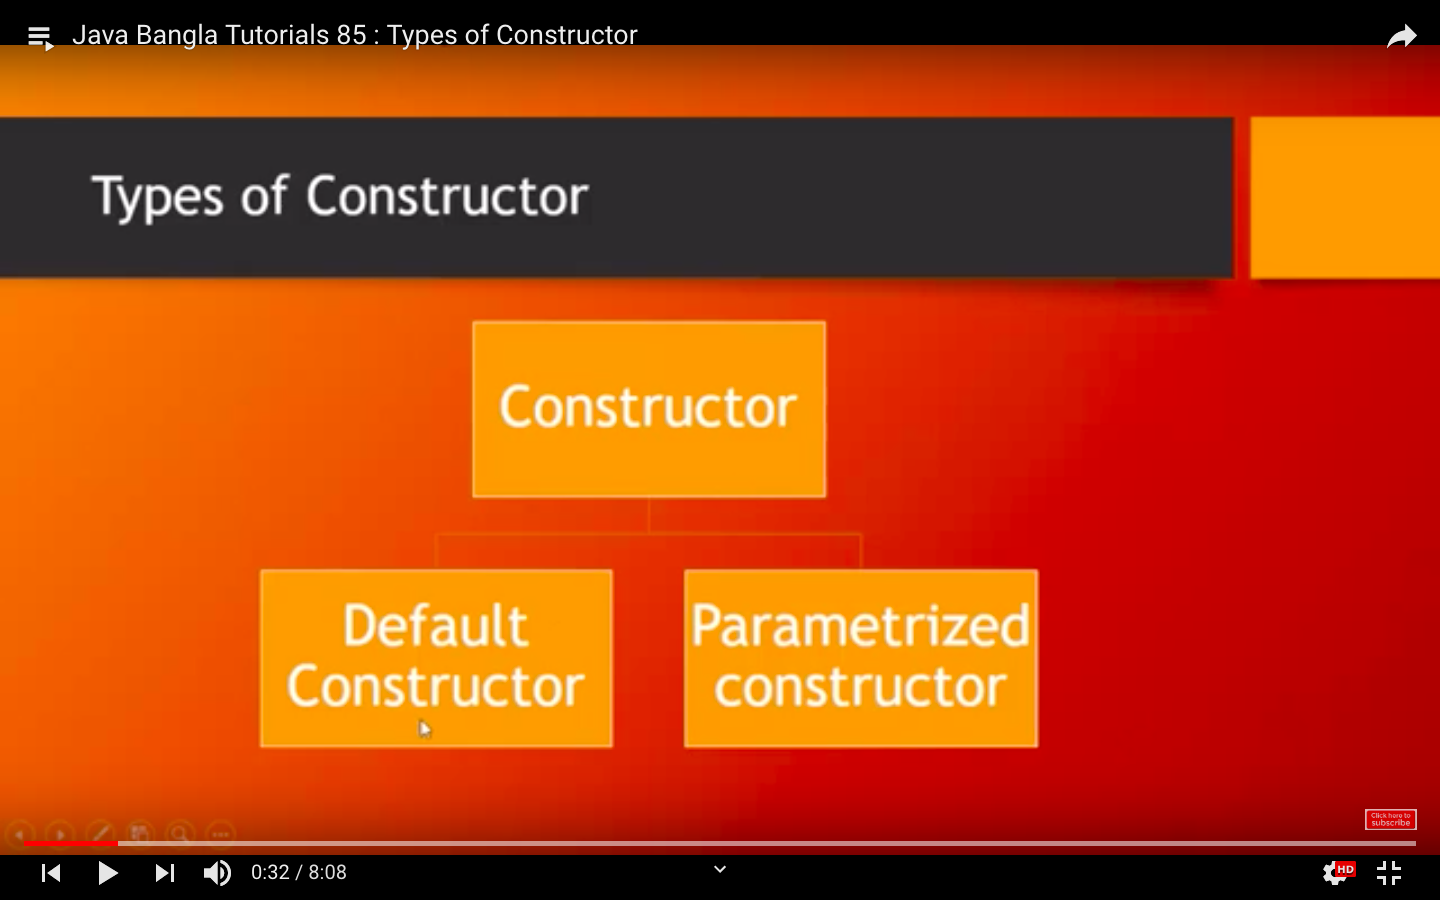 Java Bangla Tutorials 85 : Types of Constructor
Types of Constructor
Constructor
Default
Constructor
Parametrized
constructor
Click here to
subscribe
0:32 / 8:08
HD